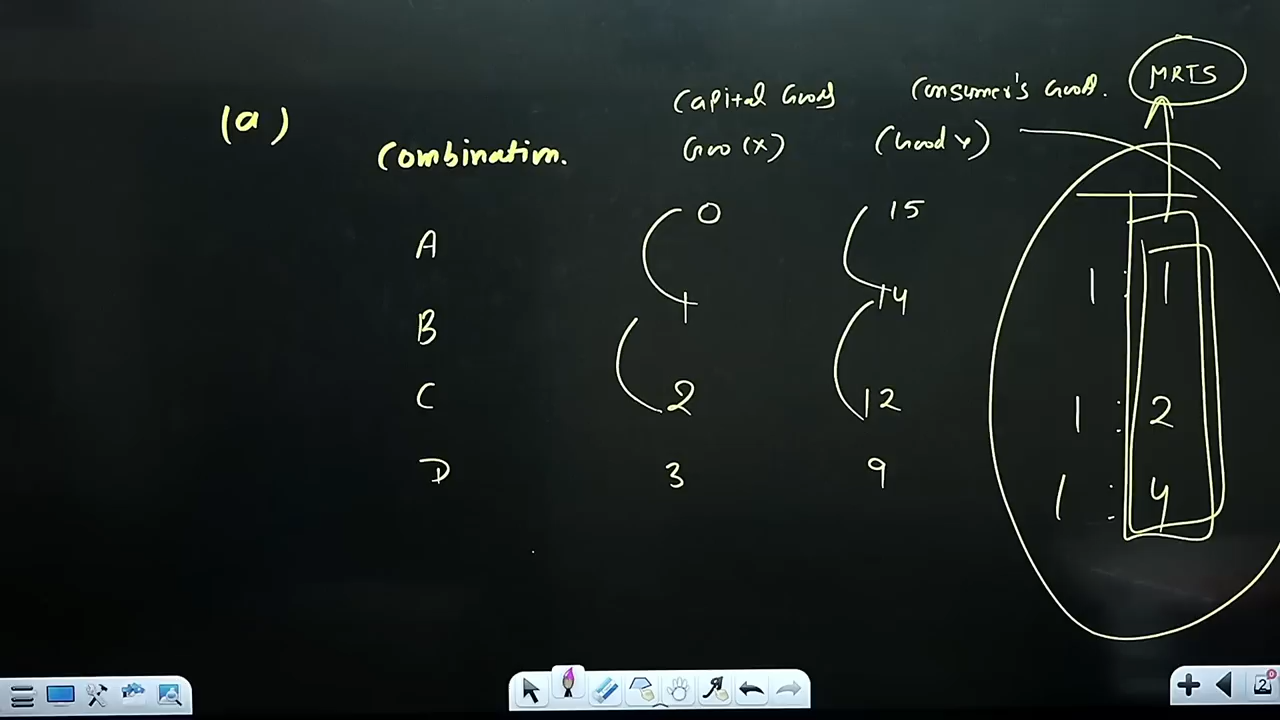 MRTS
Capital Goods Consumer's Good.
(a) Combination. Goo (X) (Good Y)
A 0 15
1 : 1
B 1 14
C 2 12
1 : 2
D 3 9
1 : 4
2